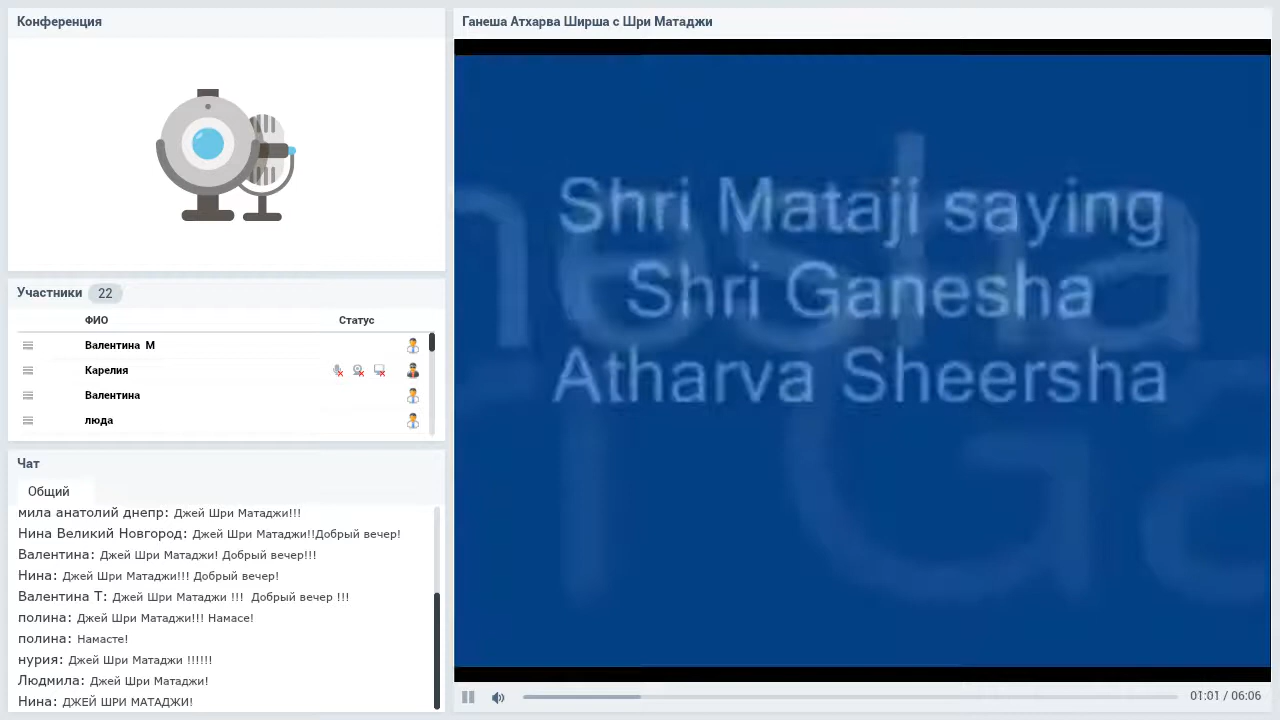 Конференция
Участники 22
ФИО Статус
Валентина М
Карелия
Валентина
люда
Чат
Общий
мила анатолий днепр: Джей Шри Матаджи!!!
Нина Великий Новгород: Джей Шри Матаджи!!Добрый вечер!
Валентина: Джей Шри Матаджи! Добрый вечер!!!
Нина: Джей Шри Матаджи!!! Добрый вечер!
Валентина Т: Джей Шри Матаджи !!! Добрый вечер !!!
полина: Джей Шри Матаджи!!! Намасе!
полина: Намасте!
нурия: Джей Шри Матаджи !!!!!!
Людмила: Джей Шри Матаджи!
Нина: ДЖЕЙ ШРИ МАТАДЖИ!
Ганеша Атхарва Ширша с Шри Матаджи
Shri Mataji saying
Shri Ganesha
Atharva Sheersha
01:01 / 06:06